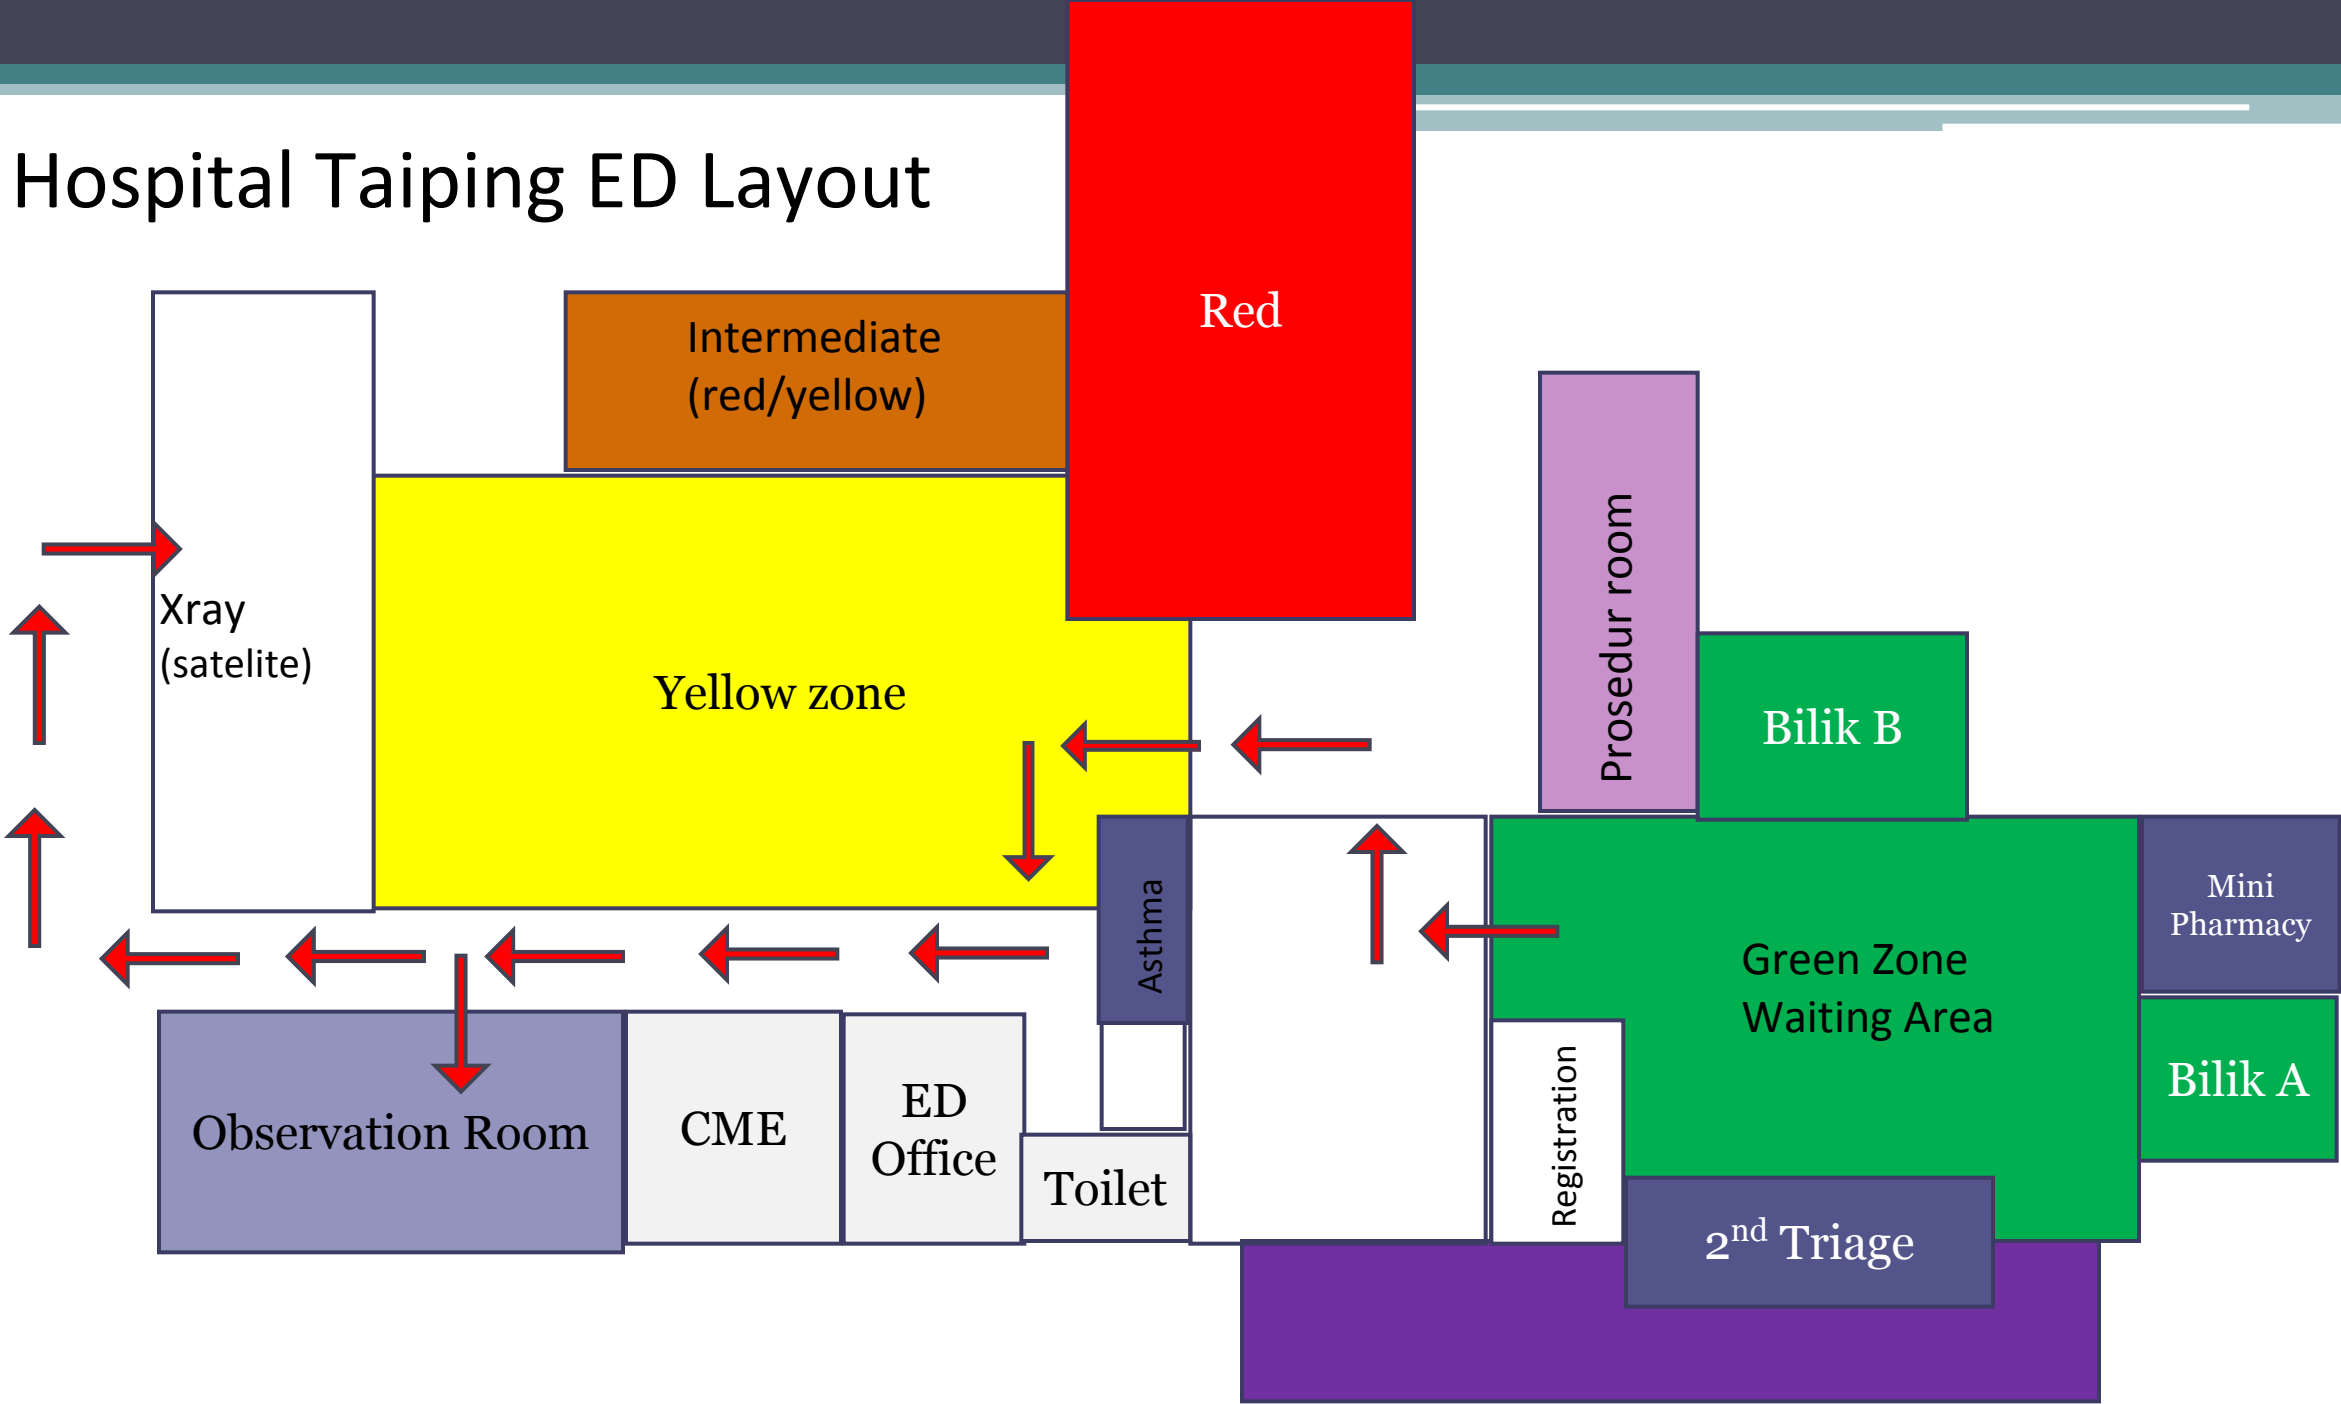 Hospital Taiping ED Layout
Red
Intermediate
(red/yellow)
Prosedur room
Xray
(satelite)
Yellow zone
Bilik B
Asthma
Mini
Pharmacy
Green Zone
Waiting Area
Registration
Bilik A
Observation Room
CME
ED
Office
Toilet
2nd Triage